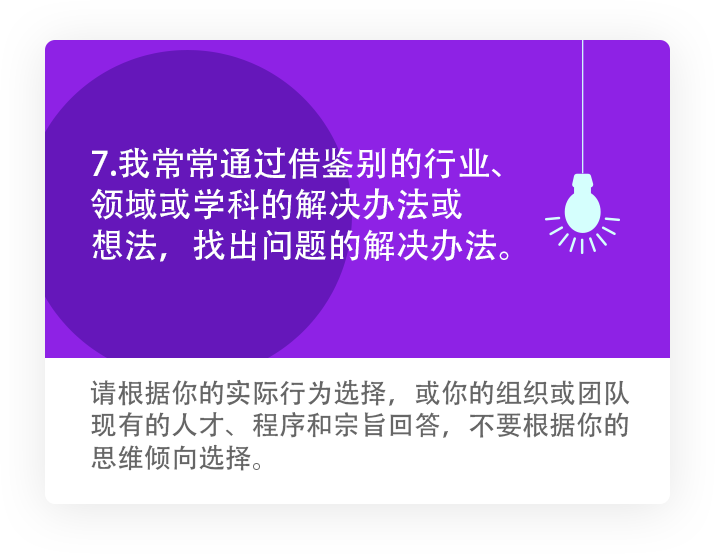 7.我常常通过借鉴别的行业、
领域或学科的解决办法或
想法，找出问题的解决办法。
请根据你的实际行为选择，或你的组织或团队
现有的人才、程序和宗旨回答，不要根据你的
思维倾向选择。